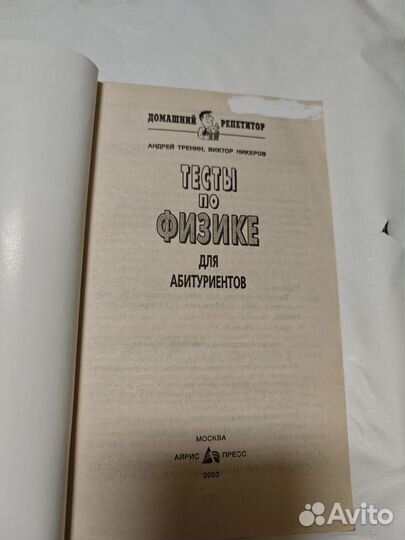 ДОМАШНИЙ РЕПЕТИТОР
АНДРЕЙ ТРЕНИН, ВИКТОР НИКЕРОВ
ТЕСТЫ
ПО
ФИЗИКЕ
ДЛЯ
АБИТУРИЕНТОВ
МОСКВА
АЙРИС ПРЕСС
2003
Avito